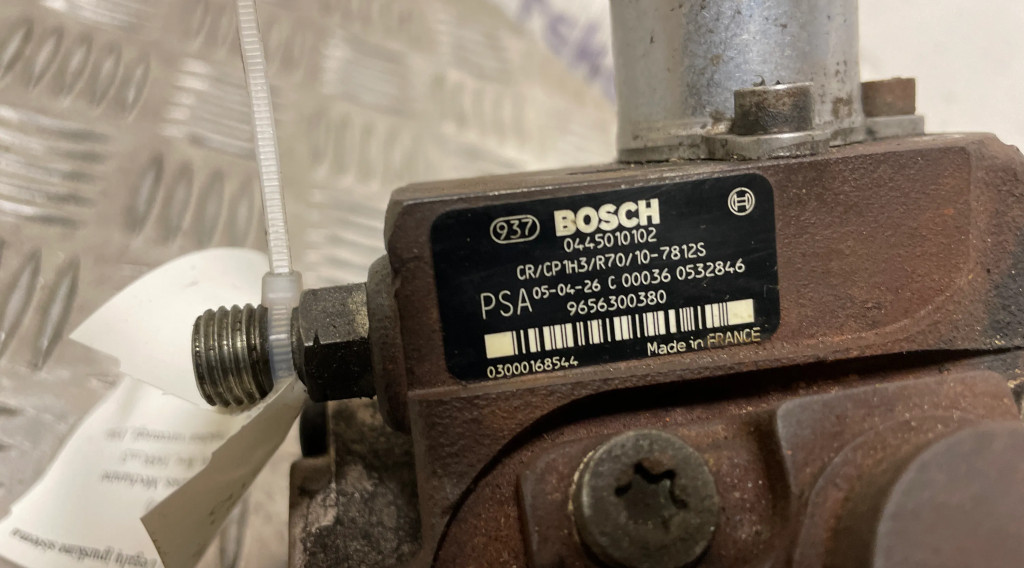 937 BOSCH
0445010102
CR/CP1H3/R70/10-7812S
PSA 05-04-26 C 00036 0532846
9656300380
03000168544 Made in FRANCE